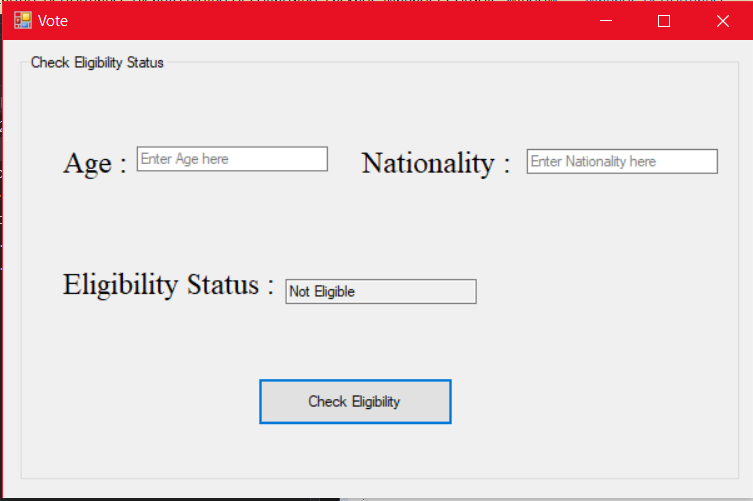 Vote
Check Eligibility Status
Age :
Enter Age here
Nationality :
Enter Nationality here
Eligibility Status :
Not Eligible
Check Eligibility